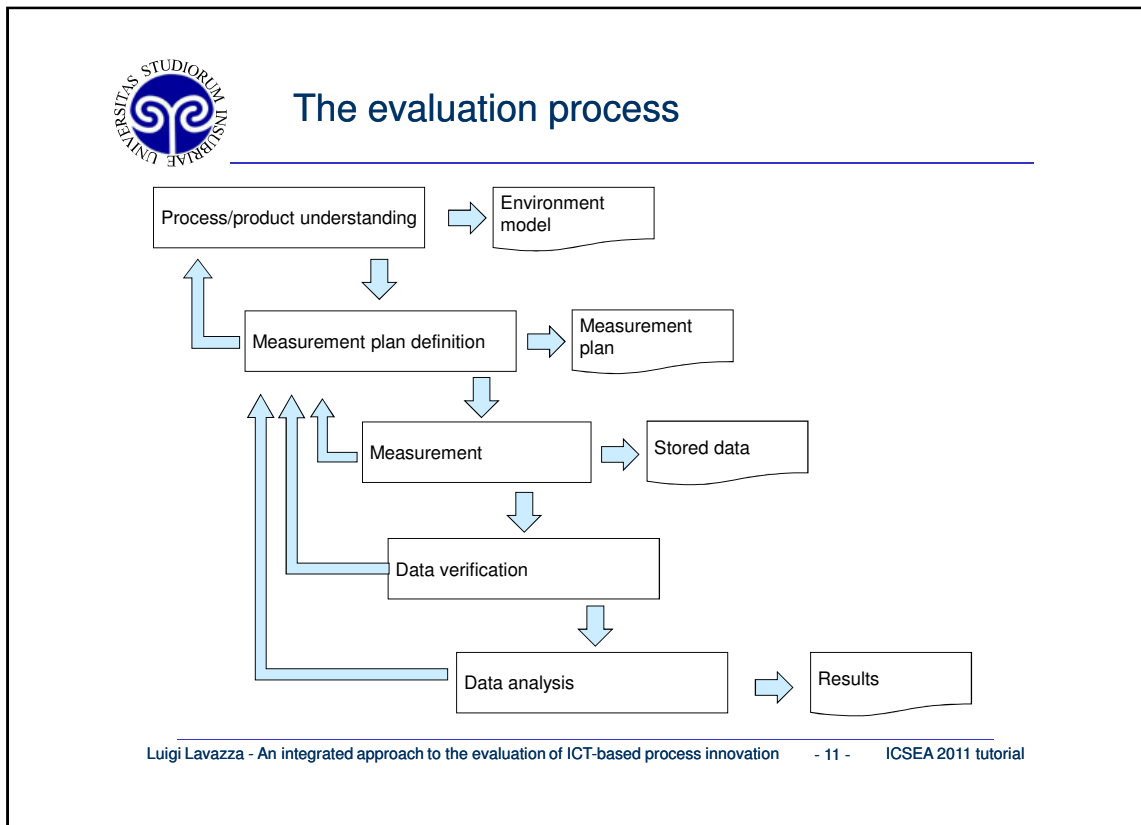 UNIVERSITAS STUDIORUM INSUBRIAE
The evaluation process
Process/product understanding
Environment
model
Measurement plan definition
Measurement
plan
Measurement
Stored data
Data verification
Data analysis
Results
Luigi Lavazza - An integrated approach to the evaluation of ICT-based process innovation - 11 - ICSEA 2011 tutorial